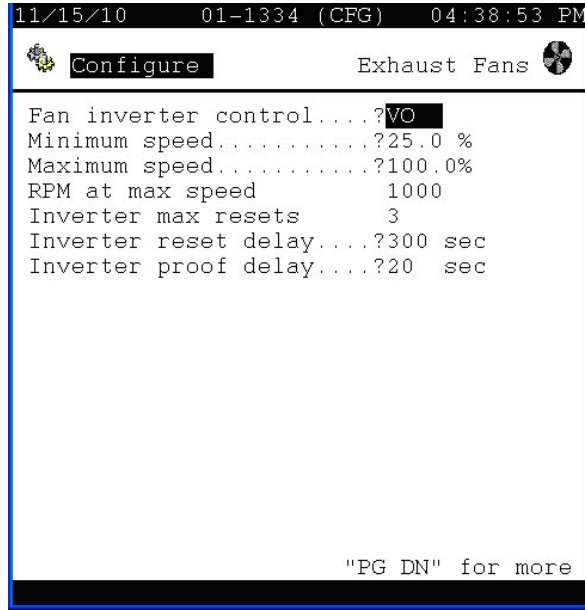 11/15/10 01-1334 (CFG) 04:38:53 PM
Configure Exhaust Fans
Fan inverter control....?VO
Minimum speed...........?25.0 %
Maximum speed...........?100.0%
RPM at max speed 1000
Inverter max resets 3
Inverter reset delay....?300 sec
Inverter proof delay....?20 sec
"PG DN" for more